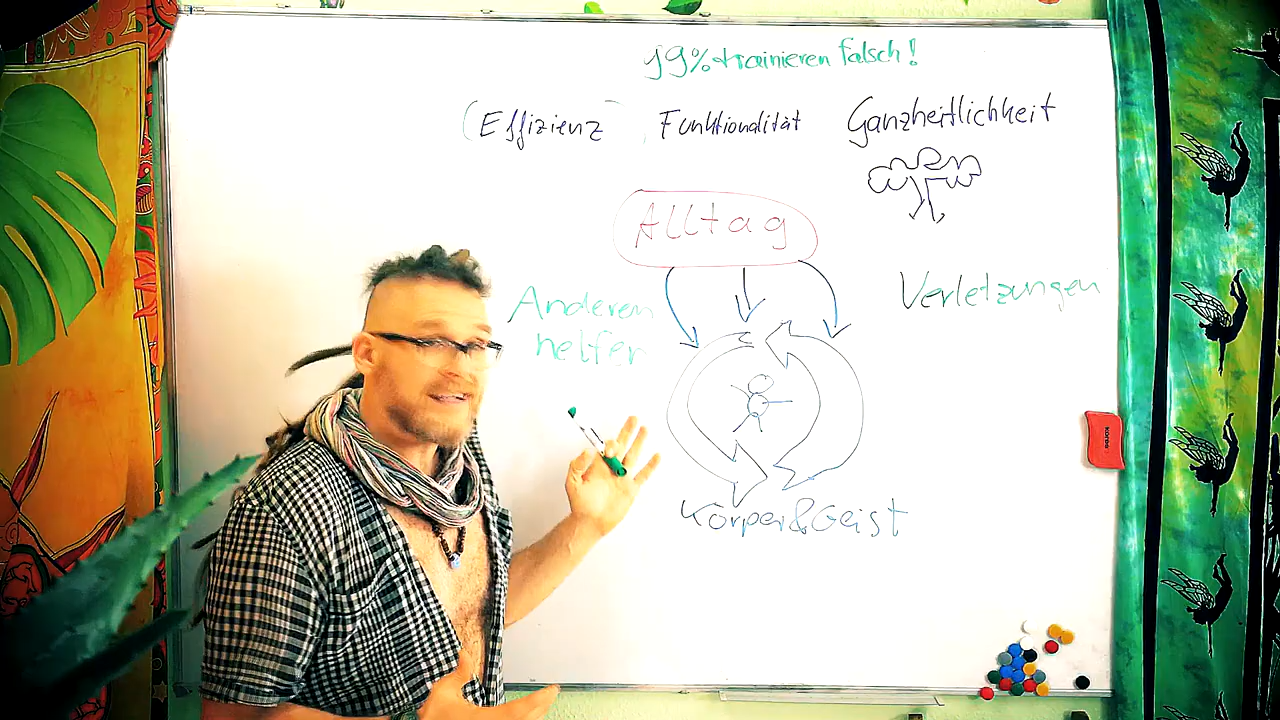 99% trainieren falsch!
(Effizienz) Funktionalität Ganzheitlichkeit
Alltag
Anderen
helfen
Verletzungen
Körper & Geist